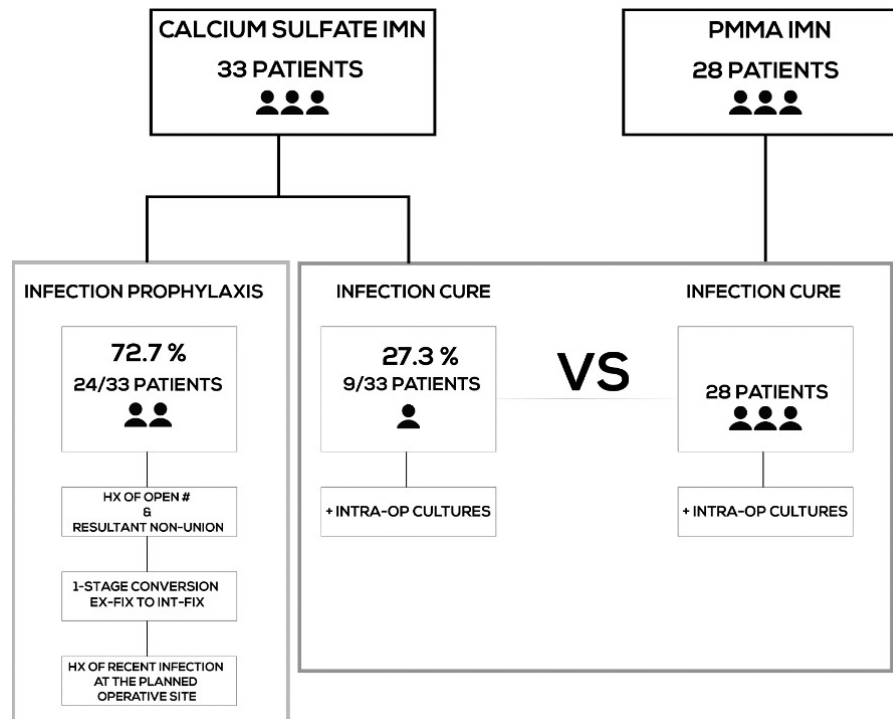 CALCIUM SULFATE IMN
33 PATIENTS
PMMA IMN
28 PATIENTS
INFECTION PROPHYLAXIS
72.7 %
24/33 PATIENTS
HX OF OPEN #
&
RESULTANT NON-UNION
1-STAGE CONVERSION
EX-FIX TO INT-FIX
HX OF RECENT INFECTION
AT THE PLANNED
OPERATIVE SITE
INFECTION CURE
27.3 %
9/33 PATIENTS
+ INTRA-OP CULTURES
VS
INFECTION CURE
28 PATIENTS
+ INTRA-OP CULTURES